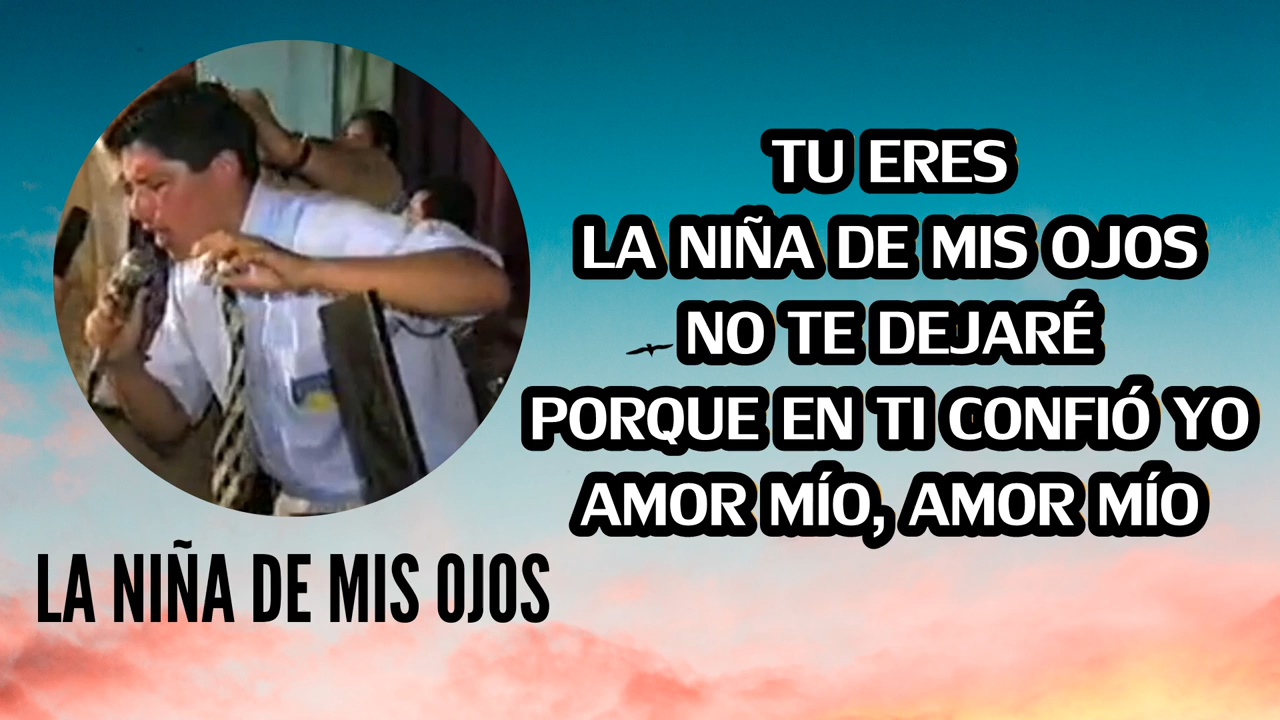 TU ERES
LA NIÑA DE MIS OJOS
NO TE DEJARÉ
PORQUE EN TI CONFIÓ YO
AMOR MÍO, AMOR MÍO
LA NIÑA DE MIS OJOS